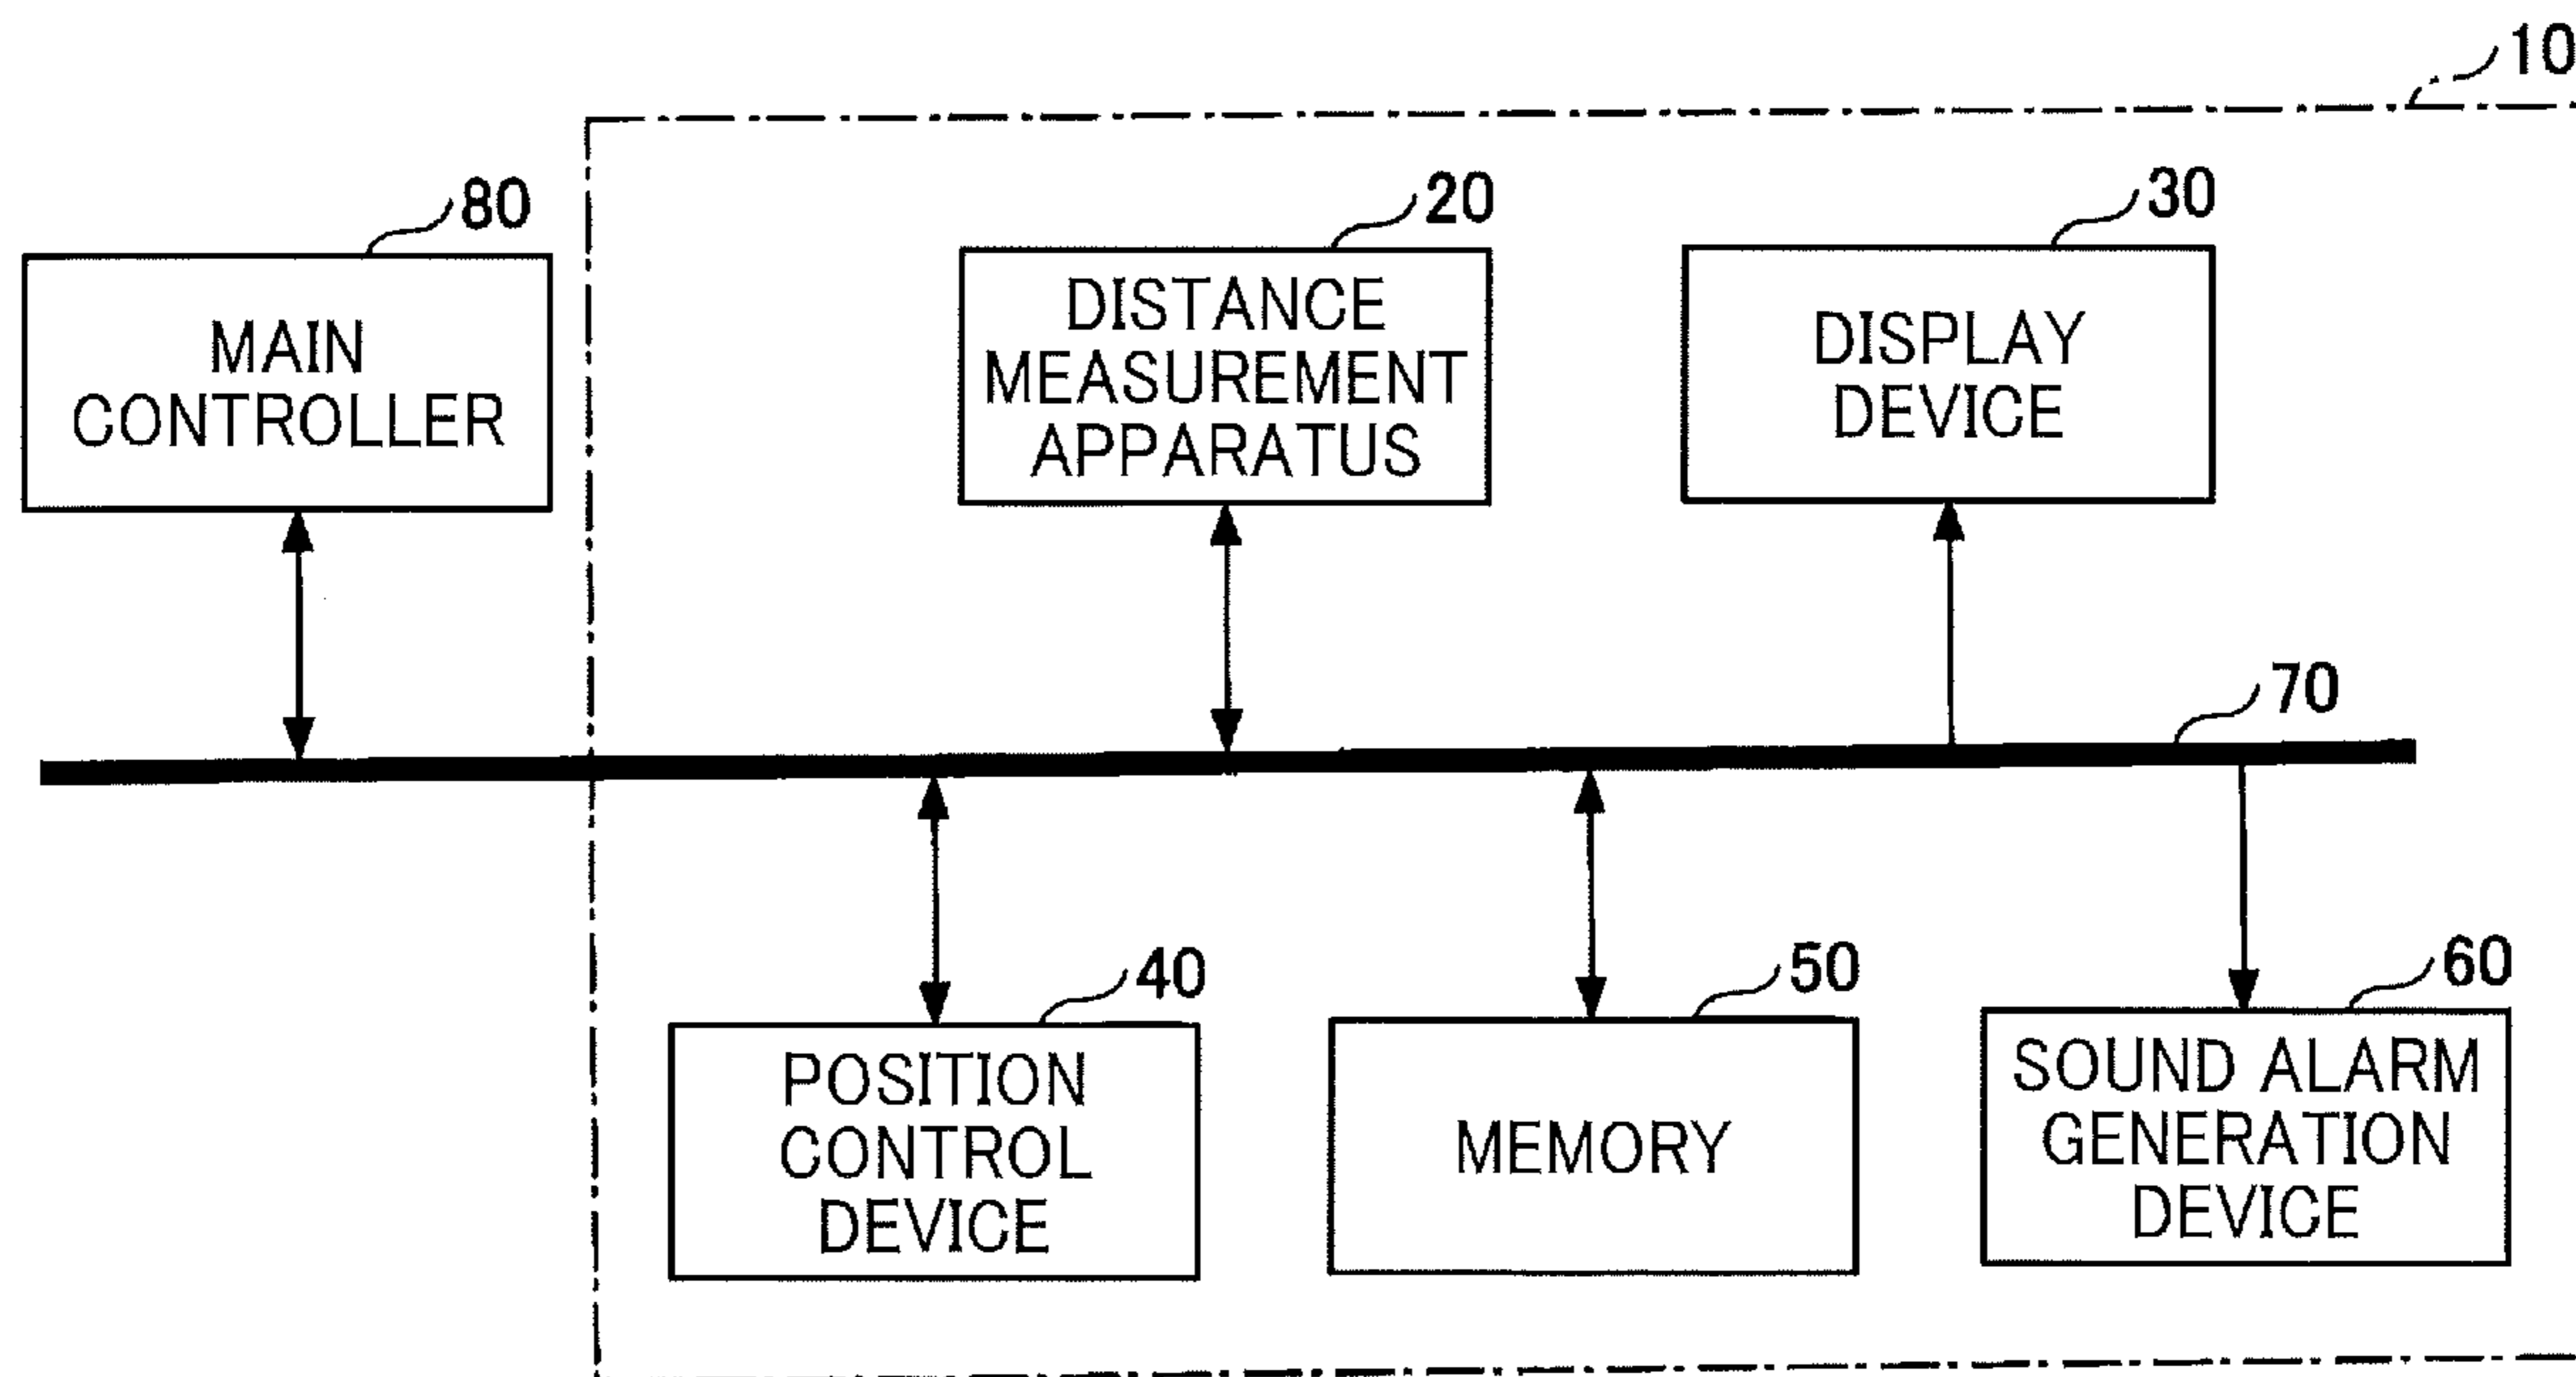 10
80
MAIN
CONTROLLER
20
DISTANCE
MEASUREMENT
APPARATUS
30
DISPLAY
DEVICE
70
40
POSITION
CONTROL
DEVICE
50
MEMORY
60
SOUND ALARM
GENERATION
DEVICE